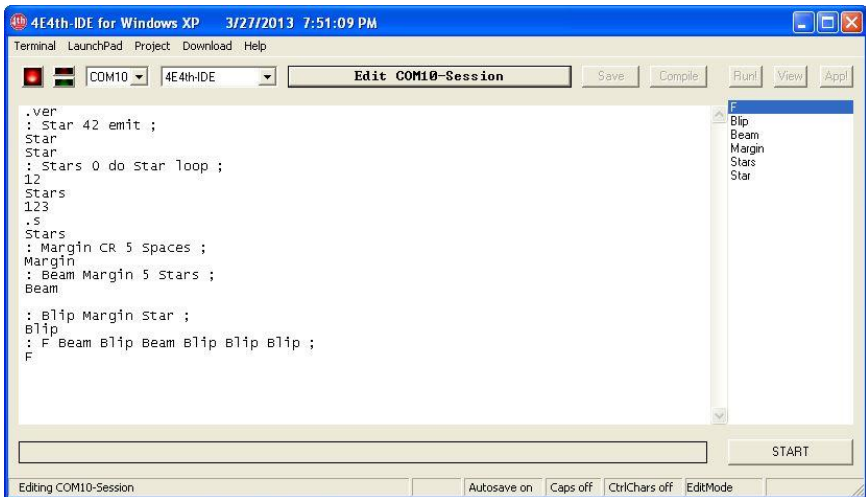 4th 4E4th-IDE for Windows XP 3/27/2013 7:51:09 PM
Terminal LaunchPad Project Download Help
COM10 4E4th-IDE Edit COM10-Session Save Compile Run! View App!
.ver
: Star 42 emit ;
Star
Star
: Stars 0 do Star loop ;
12
Stars
123
.s
Stars
: Margin CR 5 Spaces ;
Margin
: Beam Margin 5 Stars ;
Beam
: Blip Margin Star ;
Blip
: F Beam Blip Beam Blip Blip Blip ;
F
F
Blip
Beam
Margin
Stars
Star
START
Editing COM10-Session Autosave on Caps off CtrlChars off EditMode